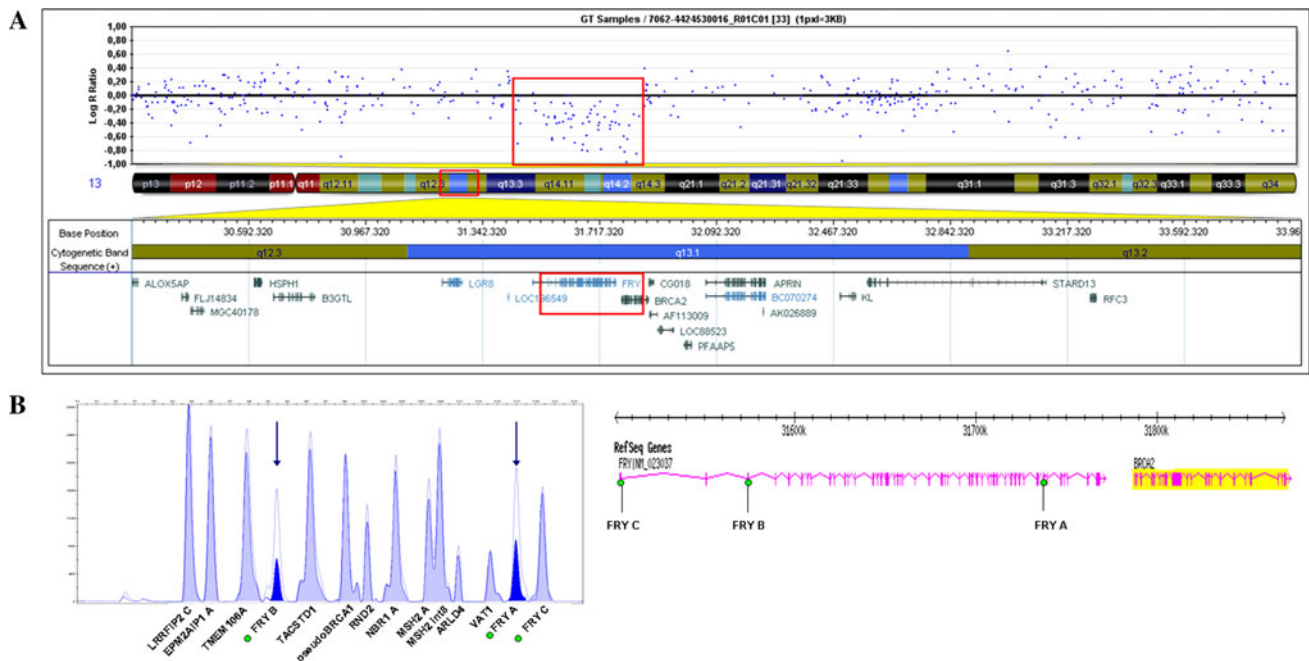 A
GT Samples / 7062-4424530016_R01C01 [33] (1pxl=3KB)
Log R Ratio
1,00
0,80
0,60
0,40
0,20
0,00
-0,20
-0,40
-0,60
-0,80
-1,00
13
p13 p12 p11:2 p11:1 q11 q12.11 q12.3 q13:3 q14.11 q14:2 q14.3 q21:1 q21.2 q21:31 q21.32 q21:33 q31:1 q31:3 q32.1 q32:3 q33:1 q33:3 q34
Base Position 30.592.320 30.967.320 31.342.320 31.717.320 32.092.320 32.467.320 32.842.320 33.217.320 33.592.320 33.96
Cytogenetic Band q12.3 q13.1 q13.2
Sequence (+)
ALOX5AP HSPH1 LGR8 FRY CG018 APRIN STARD13
FLJ14834 B3GTL LOC196549 BRCA2 BC070274 KL RFC3
MGC40178 AF113009 AK026889
LOC88523
PFAAP5
B
LRRFIP2 C
EPM2AIP1 A
TMEM 106A
FRY B
TACSTD1
pseudoBRCA1
RND2
NBR1 A
MSH2 A
MSH2 Int8
ARLD4
VAT1
FRY A
FRY C
31600k 31700k 31800k
RefSeq Genes
FRY|NM_023037 BRCA2
FRY C FRY B FRY A